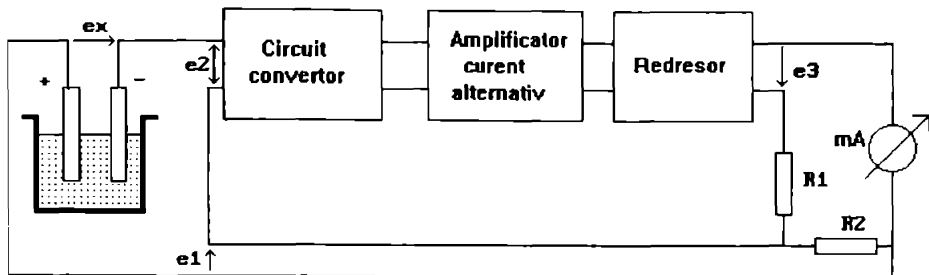 ex
+
−
e2
Circuit
convertor
Amplificator
curent
alternativ
Redresor
e3
mA
R1
R2
e1